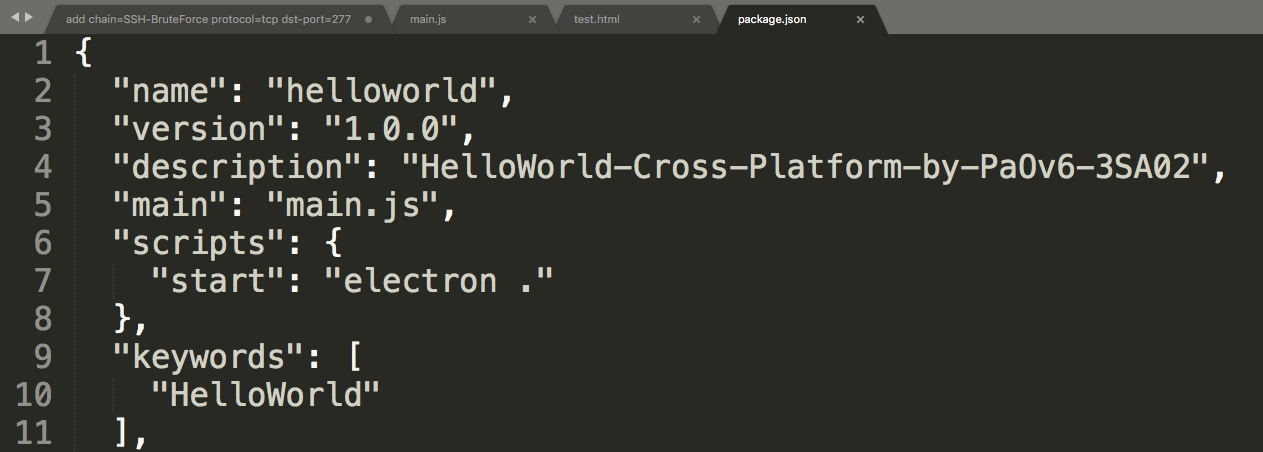 add chain=SSH-BruteForce protocol=tcp dst-port=277
main.js
test.html
package.json
1 {
2 "name": "helloworld",
3 "version": "1.0.0",
4 "description": "HelloWorld-Cross-Platform-by-PaOv6-3SA02",
5 "main": "main.js",
6 "scripts": {
7 "start": "electron ."
8 },
9 "keywords": [
10 "HelloWorld"
11 ],